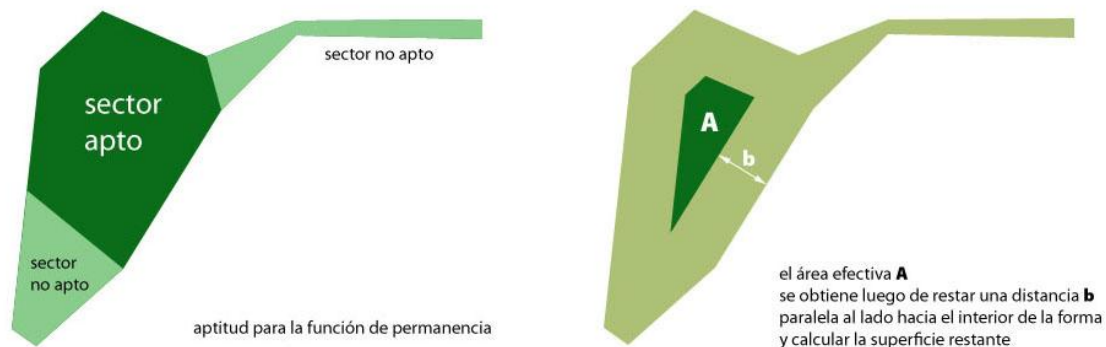 sector no apto
sector
apto
sector
no apto
aptitud para la función de permanencia
A
b
el área efectiva A
se obtiene luego de restar una distancia b
paralela al lado hacia el interior de la forma
y calcular la superficie restante